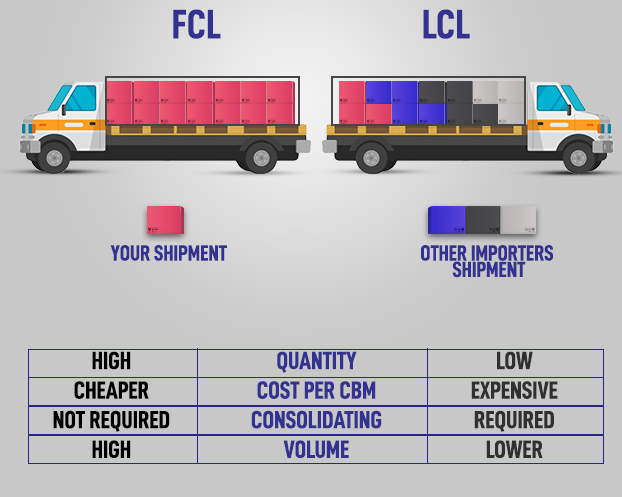 FCL LCL
YOUR SHIPMENT
OTHER IMPORTERS
SHIPMENT
HIGH QUANTITY LOW
CHEAPER COST PER CBM EXPENSIVE
NOT REQUIRED CONSOLIDATING REQUIRED
HIGH VOLUME LOWER